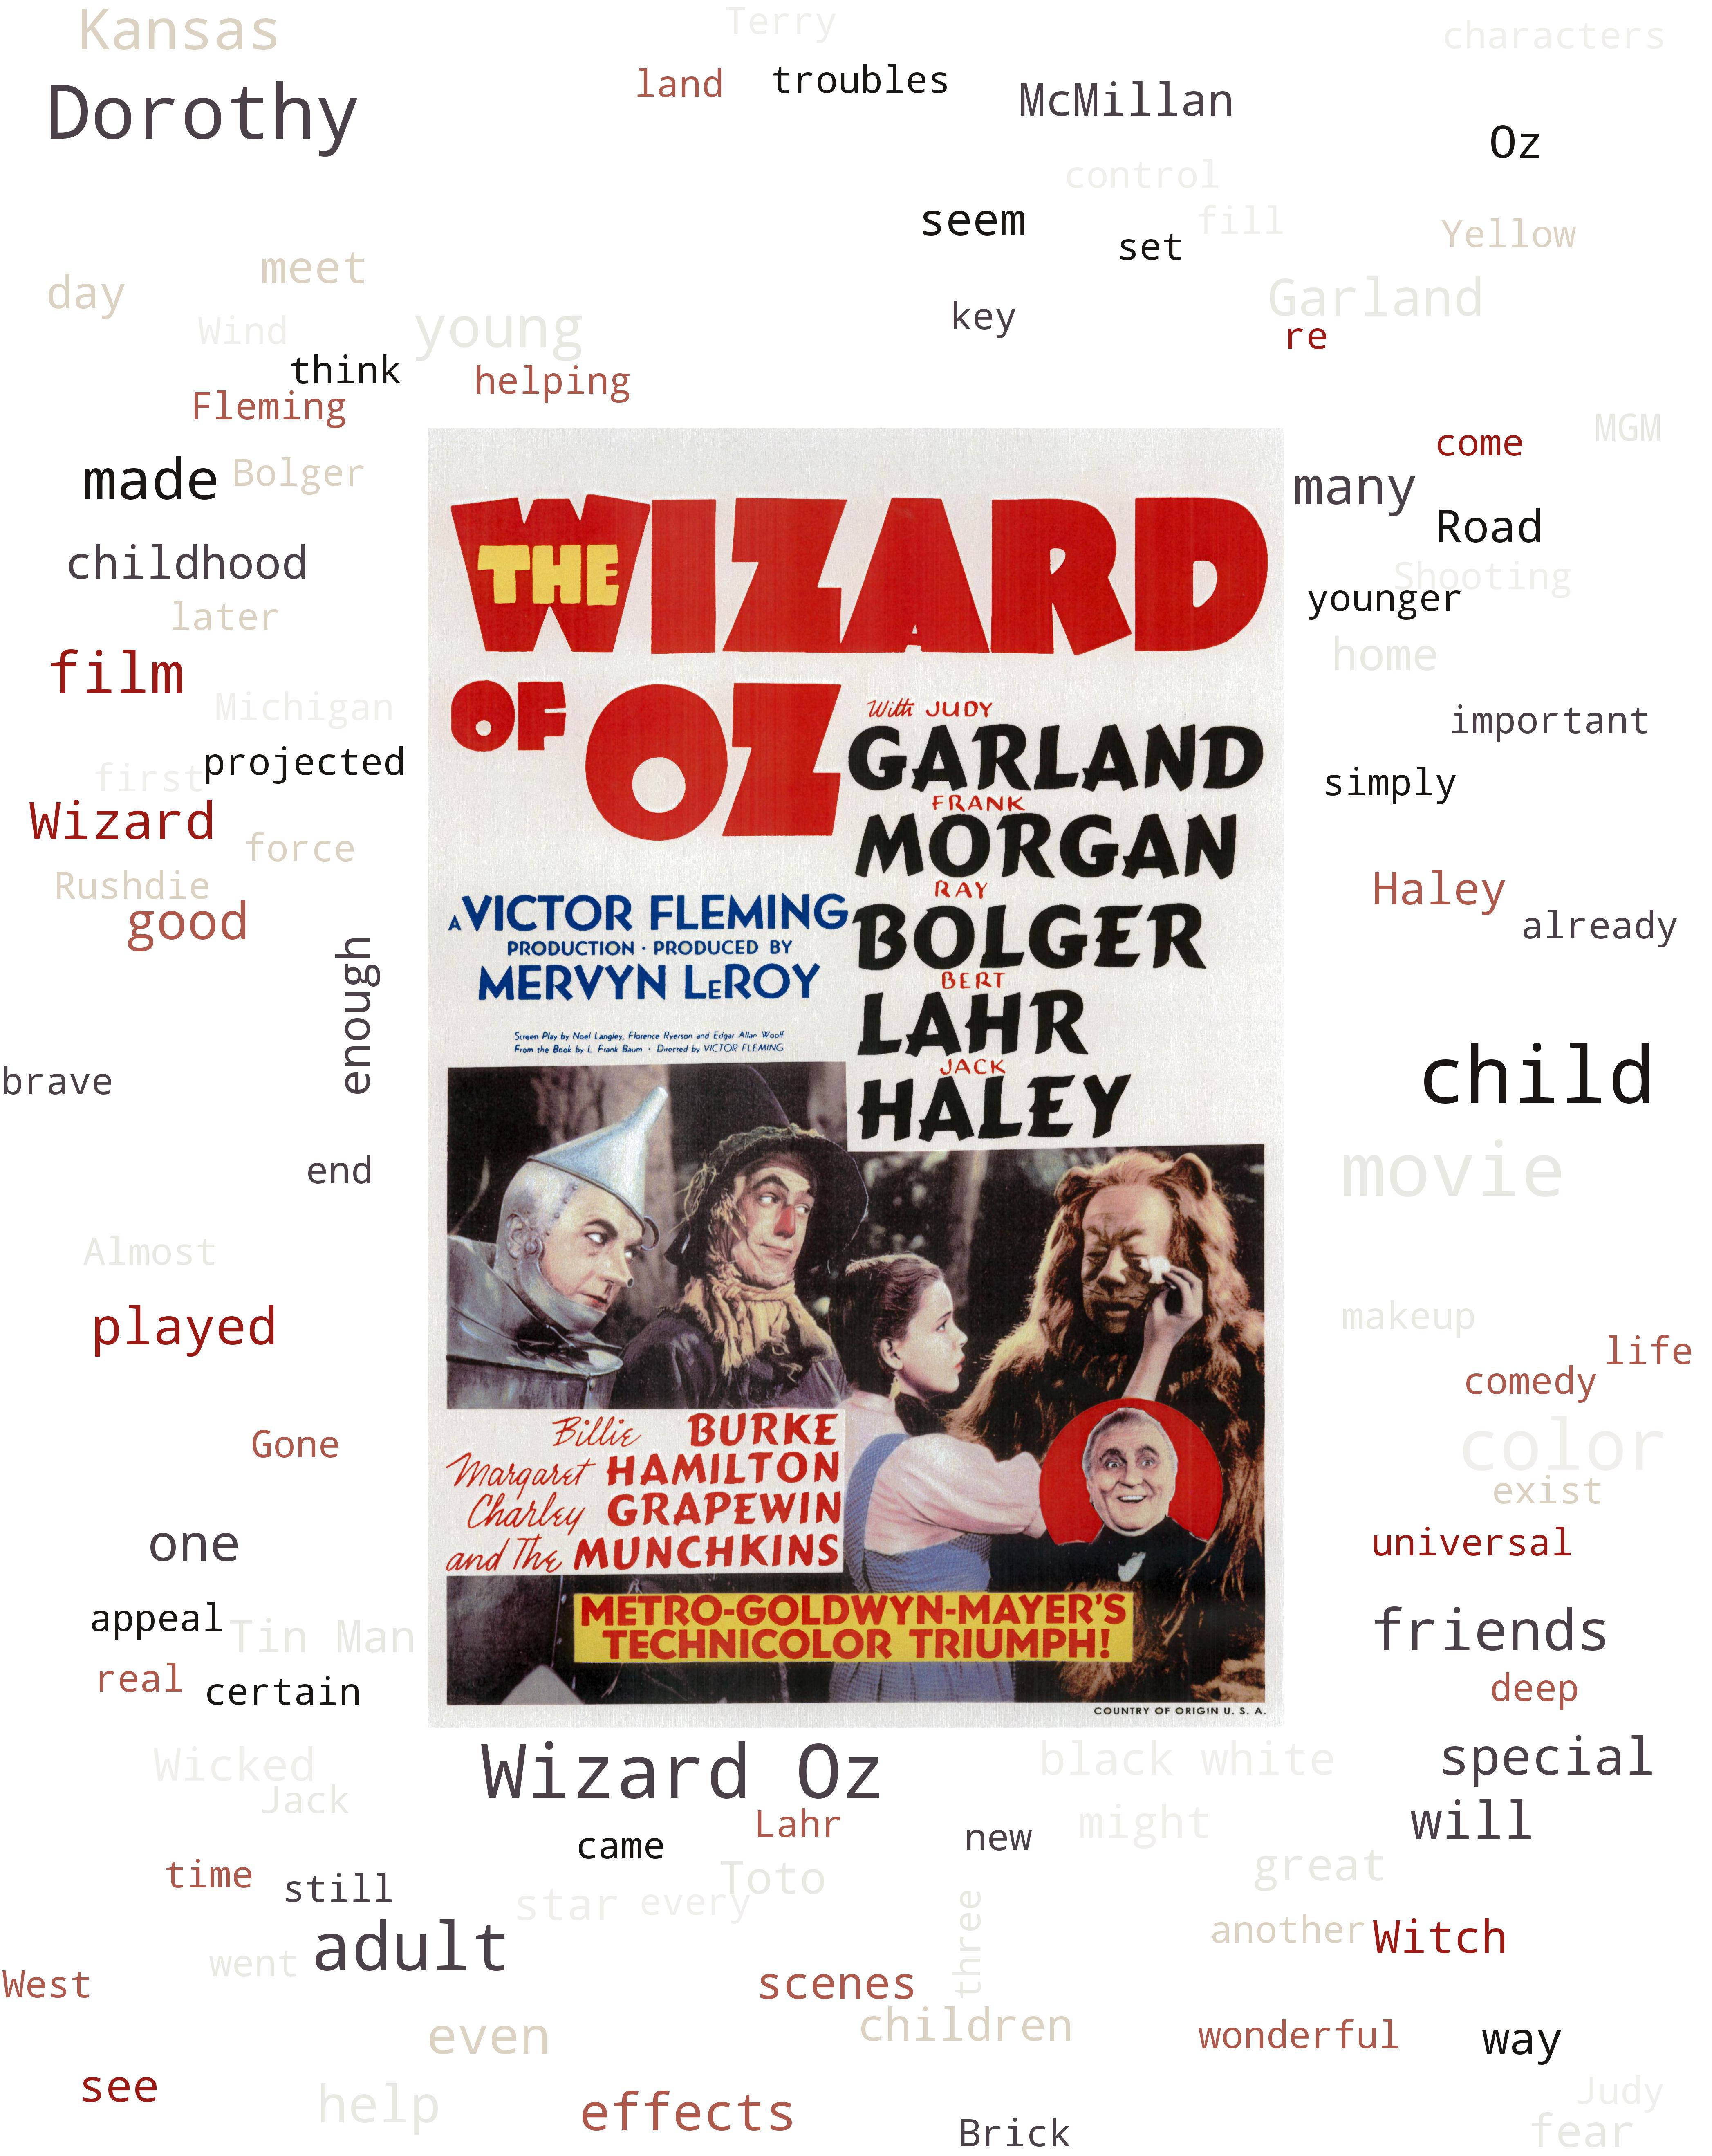 Kansas
Terry
characters
Dorothy
land
troubles
McMillan
Oz
control
seem
fill
set
Yellow
meet
day
Wind
young
key
Garland
re
think
helping
Fleming
come
MGM
made
Bolger
many
Road
childhood
Shooting
later
younger
film
home
Michigan
important
projected
first
simply
Wizard
force
Rushdie
good
Haley
already
enough
brave
child
end
movie
Almost
played
makeup
life
comedy
Gone
color
exist
one
universal
appeal
Tin Man
friends
real
certain
deep
THE WIZARD
OF OZ
With JUDY
GARLAND
FRANK
MORGAN
RAY
BOLGER
BERT
LAHR
JACK
HALEY
A VICTOR FLEMING
PRODUCTION · PRODUCED BY
MERVYN LeROY
Screen Play by Noel Langley, Florence Ryerson and Edgar Allan Woolf
From the Book by L. Frank Baum · Directed by VICTOR FLEMING
Billie BURKE
Margaret HAMILTON
Charley GRAPEWIN
and The MUNCHKINS
METRO-GOLDWYN-MAYER'S
TECHNICOLOR TRIUMPH!
COUNTRY OF ORIGIN U. S. A.
Wicked
Wizard Oz
black white
special
Jack
Lahr
might
will
came
new
time
still
Toto
great
star
every
three
another
Witch
adult
went
West
scenes
children
even
wonderful
way
see
help
effects
Judy
Brick
fear